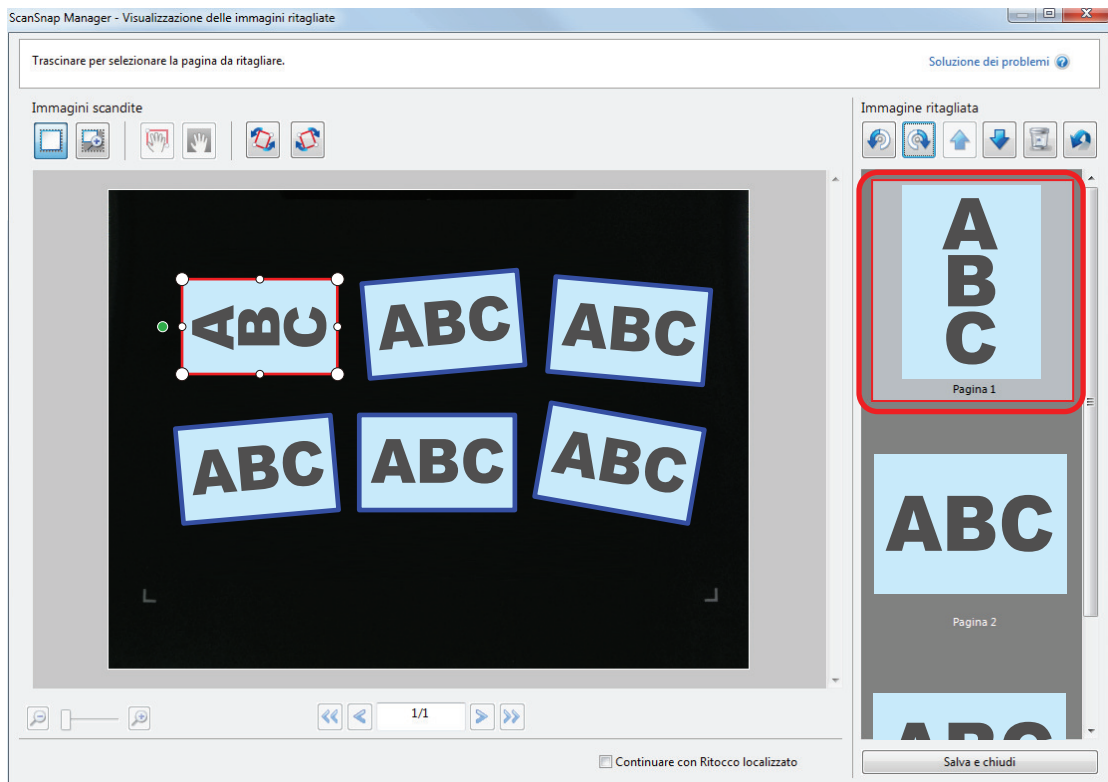 ScanSnap Manager - Visualizzazione delle immagini ritagliate
Trascinare per selezionare la pagina da ritagliare.
Soluzione dei problemi
Immagini scandite
Immagine ritagliata
ABC
ABC
ABC
ABC
ABC
ABC
1/1
Continuare con Ritocco localizzato
A
B
C
Pagina 1
ABC
Pagina 2
ABC
Salva e chiudi